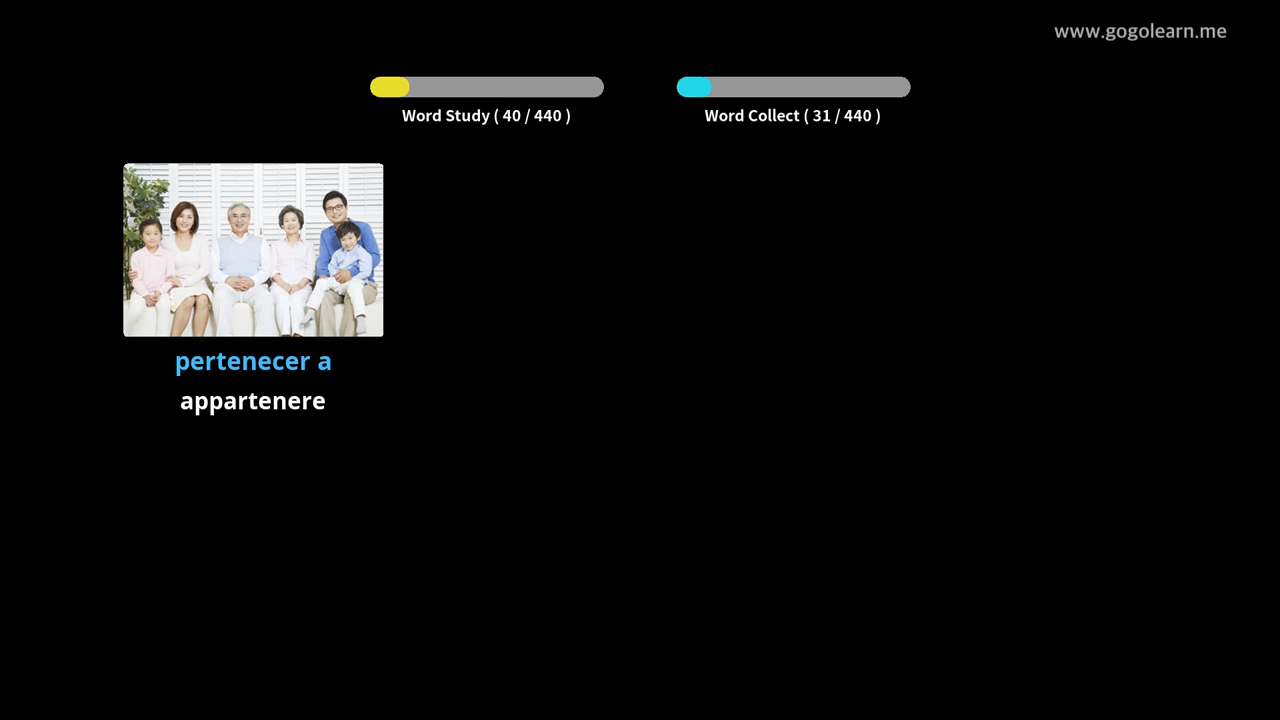 www.gogolearn.me
Word Study ( 40 / 440 )
Word Collect ( 31 / 440 )
pertenecer a
appartenere